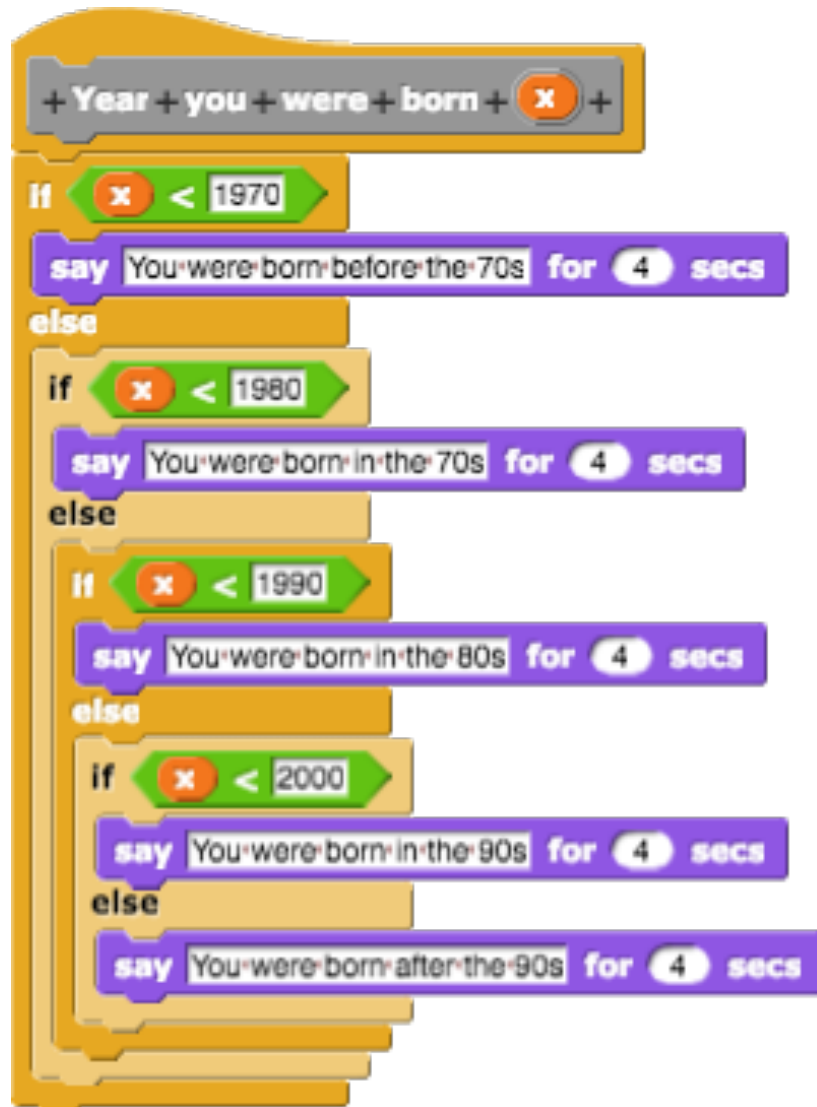 + Year + you + were + born + x +
if x < 1970
say You were born before the 70s for 4 secs
else
if x < 1980
say You were born in the 70s for 4 secs
else
if x < 1990
say You were born in the 80s for 4 secs
else
if x < 2000
say You were born in the 90s for 4 secs
else
say You were born after the 90s for 4 secs